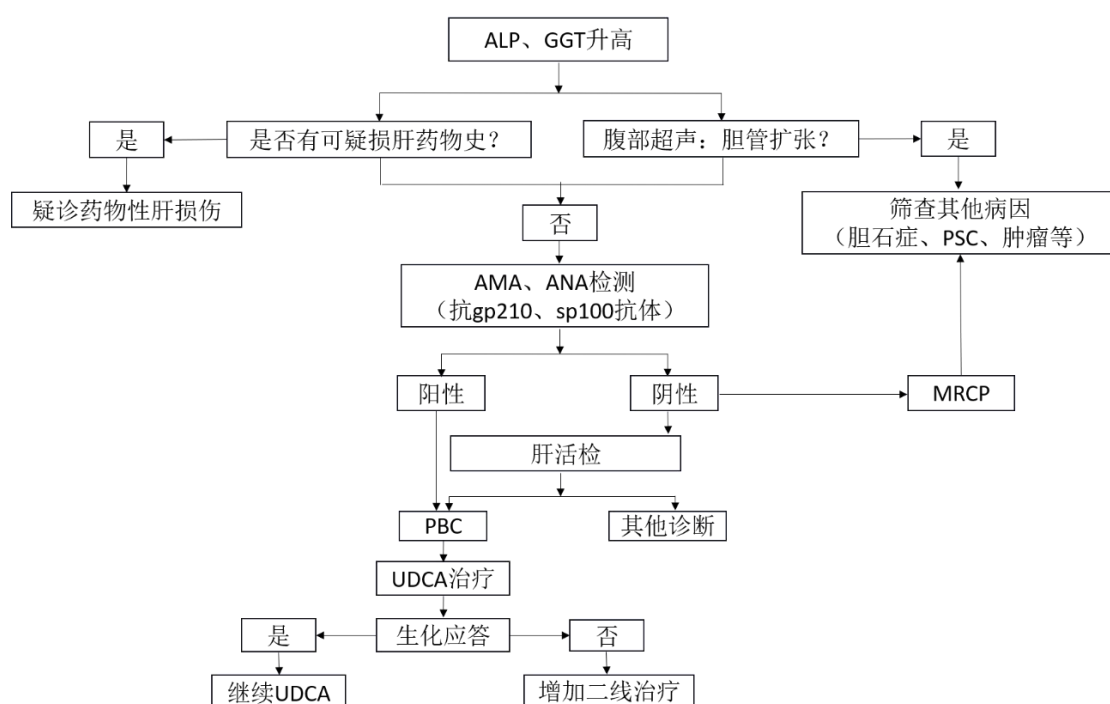 ALP、GGT升高
是
是否有可疑损肝药物史？
腹部超声：胆管扩张？
是
疑诊药物性肝损伤
否
筛查其他病因
（胆石症、PSC、肿瘤等）
AMA、ANA检测
（抗gp210、sp100抗体）
阳性
阴性
MRCP
肝活检
PBC
其他诊断
UDCA治疗
是
生化应答
否
继续UDCA
增加二线治疗